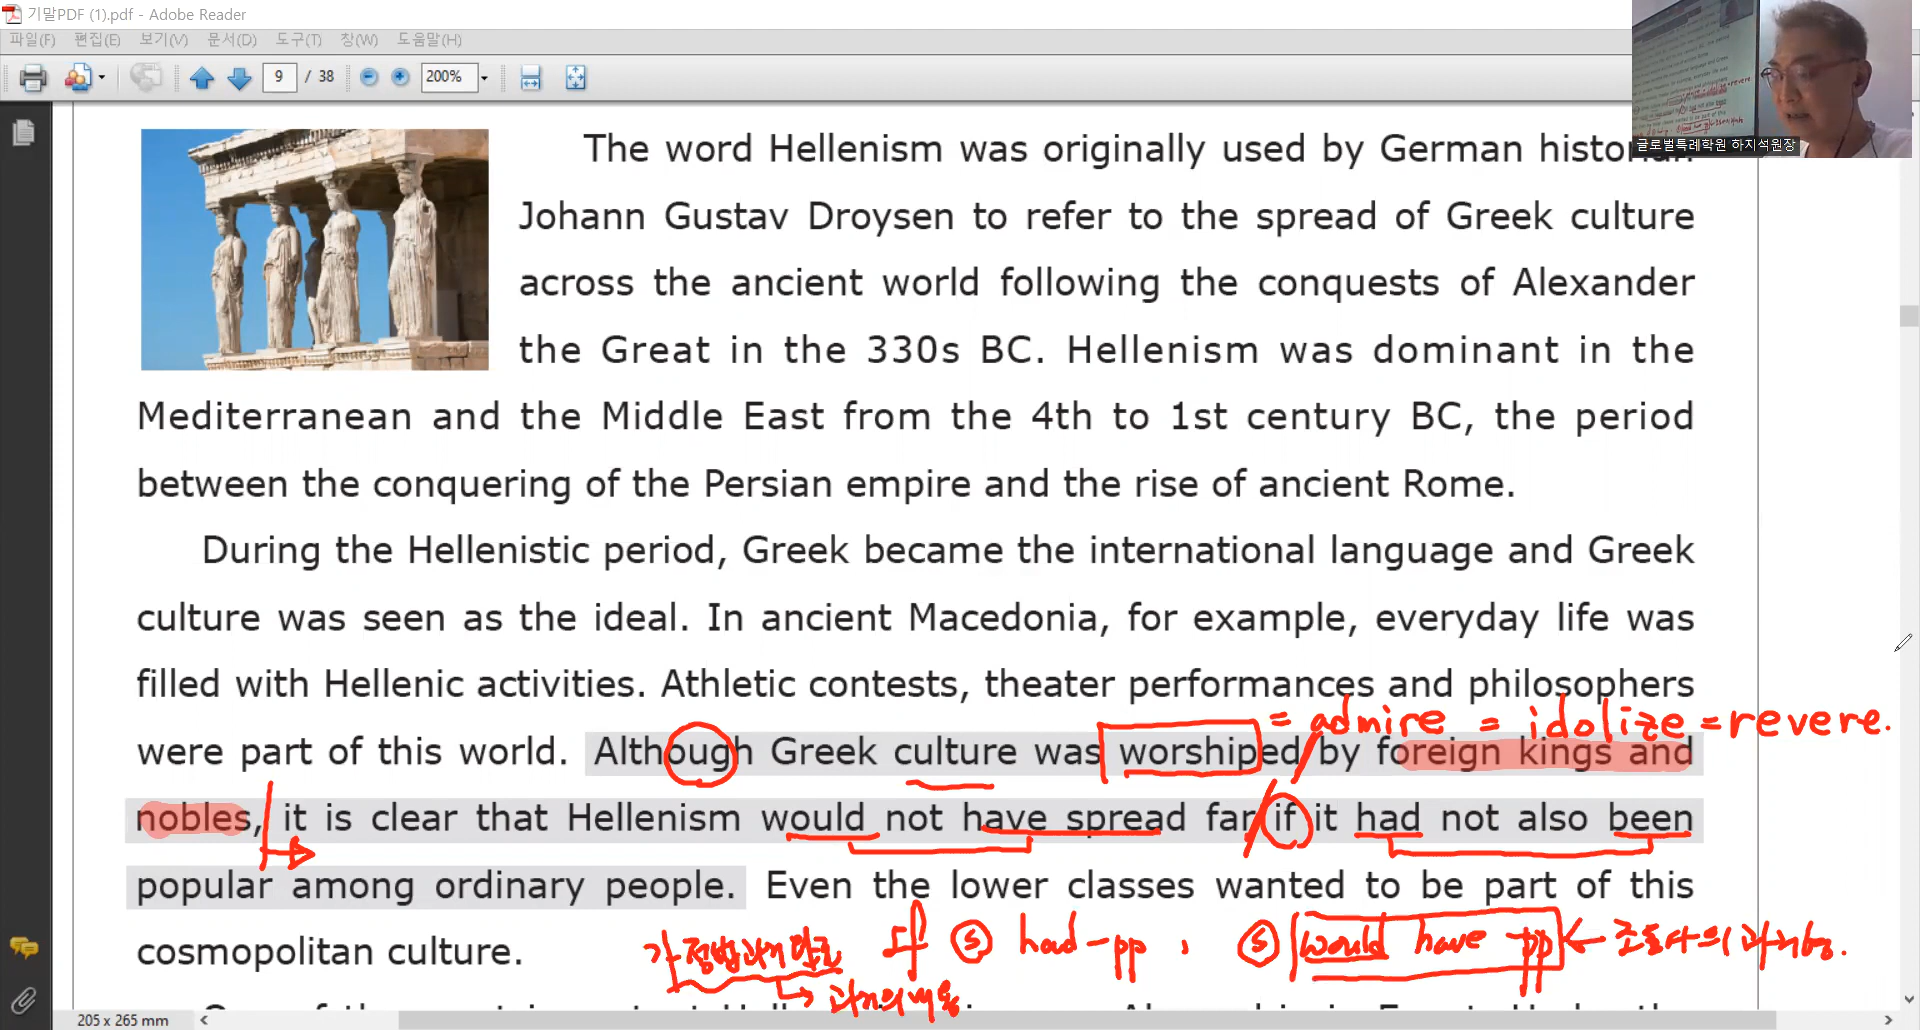 기말PDF (1).pdf - Adobe Reader
파일(F) 편집(E) 보기(V) 문서(D) 도구(T) 창(W) 도움말(H)
9 / 38 200%
글로벌특례학원 하지석원장
The word Hellenism was originally used by German historian
Johann Gustav Droysen to refer to the spread of Greek culture
across the ancient world following the conquests of Alexander
the Great in the 330s BC. Hellenism was dominant in the
Mediterranean and the Middle East from the 4th to 1st century BC, the period
between the conquering of the Persian empire and the rise of ancient Rome.
During the Hellenistic period, Greek became the international language and Greek
culture was seen as the ideal. In ancient Macedonia, for example, everyday life was
filled with Hellenic activities. Athletic contests, theater performances and philosophers
= admire = idolize = revere.
were part of this world. Although Greek culture was worshiped by foreign kings and
nobles, it is clear that Hellenism would not have spread far if it had not also been
popular among ordinary people. Even the lower classes wanted to be part of this
cosmopolitan culture.
가정법과거완료 if ⓢ had-pp, ⓢ would have pp ← 조동사의 과거형.
→ 과거의 내용
205 x 265 mm